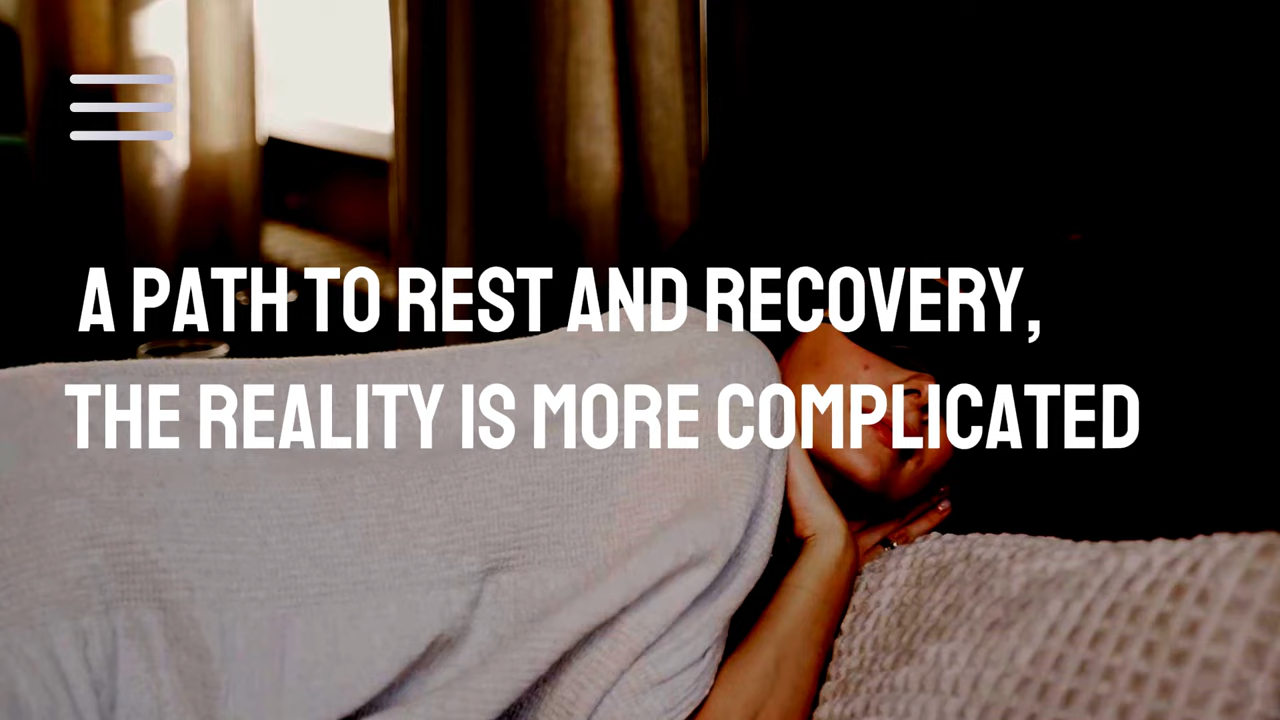 A PATH TO REST AND RECOVERY,
THE REALITY IS MORE COMPLICATED